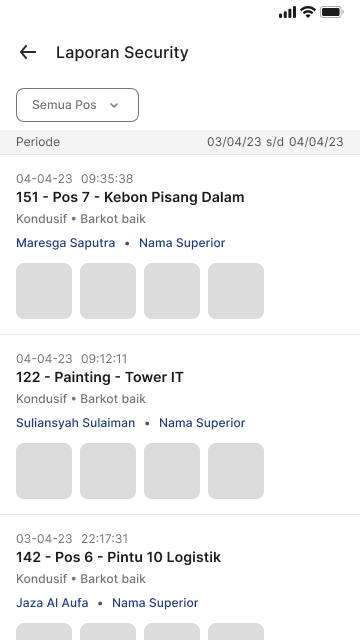 Laporan Security
Semua Pos
Periode 03/04/23 s/d 04/04/23
04-04-23 09:35:38
151 - Pos 7 - Kebon Pisang Dalam
Kondusif • Barkot baik
Maresga Saputra • Nama Superior
04-04-23 09:12:11
122 - Painting - Tower IT
Kondusif • Barkot baik
Suliansyah Sulaiman • Nama Superior
03-04-23 22:17:31
142 - Pos 6 - Pintu 10 Logistik
Kondusif • Barkot baik
Jaza Al Aufa • Nama Superior